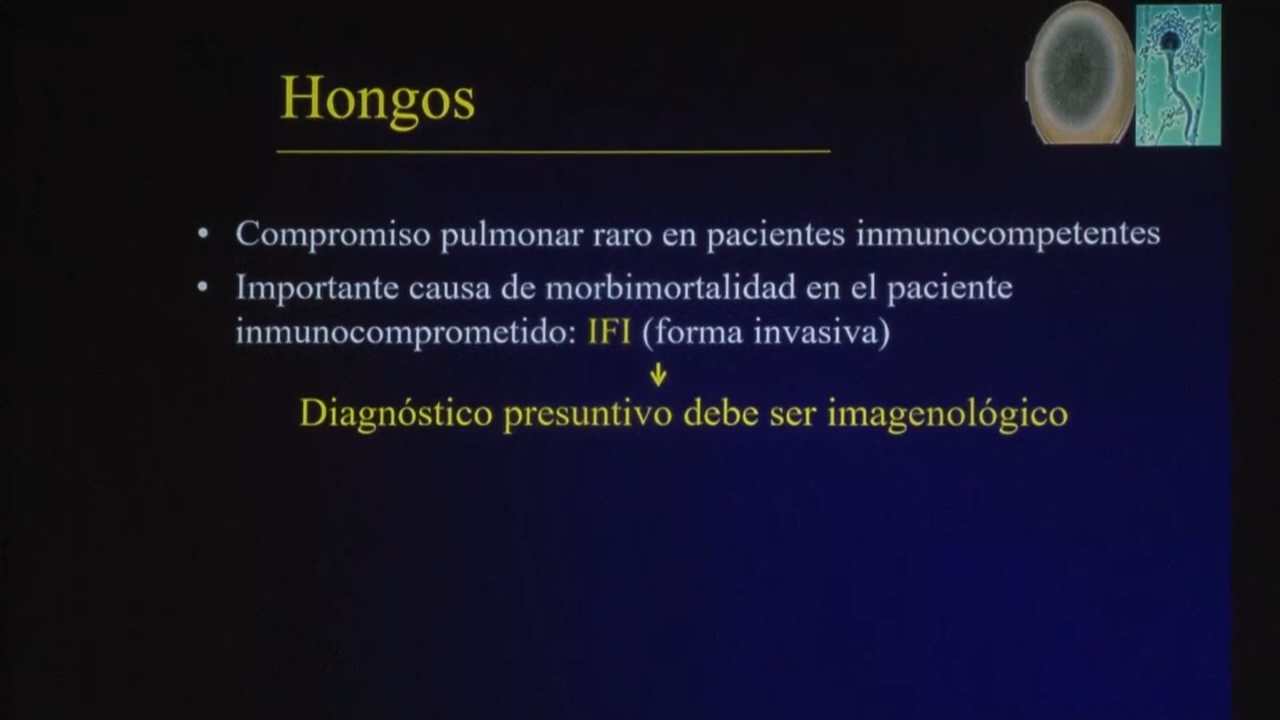 Hongos
• Compromiso pulmonar raro en pacientes inmunocompetentes
• Importante causa de morbimortalidad en el paciente
inmunocomprometido: IFI (forma invasiva)
Diagnóstico presuntivo debe ser imagenológico